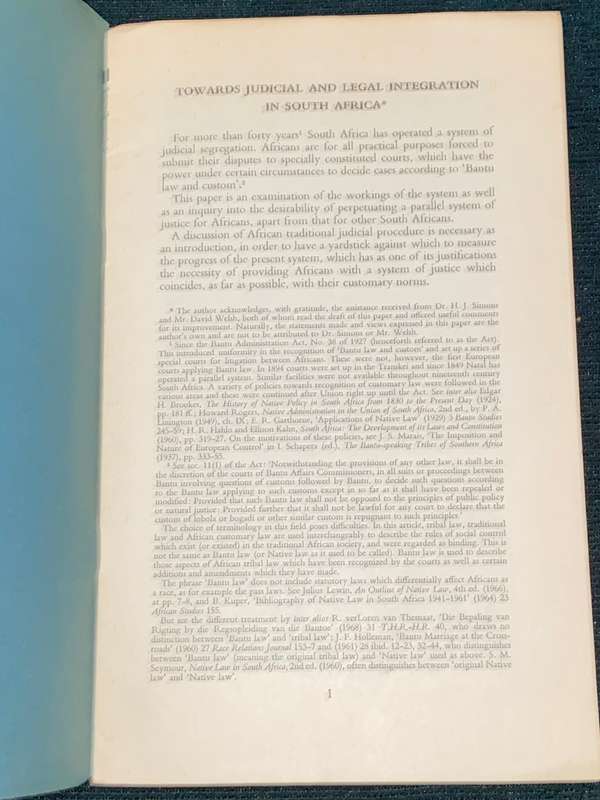 TOWARDS JUDICIAL AND LEGAL INTEGRATION
IN SOUTH AFRICA*
For more than forty years¹ South Africa has operated a system of
judicial segregation. Africans are for all practical purposes forced to
submit their disputes to specially constituted courts, which have the
power under certain circumstances to decide cases according to 'Bantu
law and custom'.²
This paper is an examination of the workings of the system as well
as an inquiry into the desirability of perpetuating a parallel system of
justice for Africans, apart from that for other South Africans.
A discussion of African traditional judicial procedure is necessary as
an introduction, in order to have a yardstick against which to measure
the progress of the present system, which has as one of its justifications
the necessity of providing Africans with a system of justice which
coincides, as far as possible, with their customary norms.
* The author acknowledges, with gratitude, the assistance received from Dr. H. J. Simons
and Mr. David Welsh, both of whom read the draft of this paper and offered useful comments
for its improvement. Naturally, the statements made and views expressed in this paper are the
author's own and are not to be attributed to Dr. Simons or Mr. Welsh.
¹ Since the Bantu Administration Act, No. 38 of 1927 (henceforth referred to as the Act).
This introduced uniformity in the recognition of 'Bantu law and custom' and set up a series of
special courts for litigation between Africans. These were not, however, the first European
courts applying Bantu law. In 1894 courts were set up in the Transkei and since 1849 Natal has
operated a parallel system. Similar facilities were not available throughout nineteenth century
South Africa. A variety of policies towards recognition of customary law were followed in the
various areas and these were continued after Union right up until the Act. See inter alios Edgar
H. Brookes, The History of Native Policy in South Africa from 1830 to the Present Day (1924),
pp. 181 ff.; Howard Rogers, Native Administration in the Union of South Africa, 2nd ed., by P. A.
Linington (1949), ch. IX; E. R. Garthorne, 'Applications of Native Law' (1929) 3 Bantu Studies
245–89; H. R. Hahlo and Ellison Kahn, South Africa: The Development of its Laws and Constitution
(1960), pp. 319–27. On the motivations of these policies, see J. S. Marais, 'The Imposition and
Nature of European Control' in I. Schapera (ed.), The Bantu-speaking Tribes of Southern Africa
(1937), pp. 333–55.
² See sec. 11(1) of the Act: 'Notwithstanding the provisions of any other law, it shall be in
the discretion of the courts of Bantu Affairs Commissioners, in all suits or proceedings between
Bantu involving questions of customs followed by Bantu, to decide such questions according
to the Bantu law applying to such customs except in so far as it shall have been repealed or
modified: Provided that such Bantu law shall not be opposed to the principles of public policy
or natural justice: Provided further that it shall not be lawful for any court to declare that the
custom of lobola or bogadi or other similar custom is repugnant to such principles.'
The choice of terminology in this field poses difficulties. In this article, tribal law, traditional
law and African customary law are used interchangeably to describe the rules of social control
which exist (or existed) in the traditional African society, and were regarded as binding. This is
not the same as Bantu law (or Native law as it used to be called). Bantu law is used to describe
those aspects of African tribal law which have been recognized by the courts as well as certain
additions and amendments which they have made.
The phrase 'Bantu law' does not include statutory laws which differentially affect Africans as
a race, as for example the pass laws. See Julius Lewin, An Outline of Native Law, 4th ed. (1966),
at pp. 7–8, and B. Kuper, 'Bibliography of Native Law in South Africa 1941–1961' (1964) 23
African Studies 155.
But see the different treatment by inter alios R. verLoren van Themaat, 'Die Bepaling van
Rigting by die Regsopleiding van die Bantoe' (1968) 31 T.H.R.-H.R. 40, who draws no
distinction between 'Bantu law' and 'tribal law'; J. F. Holleman, 'Bantu Marriage at the Cross-
roads' (1960) 27 Race Relations Journal 153–7 and (1961) 28 ibid. 12–23, 32–44, who distinguishes
between 'Bantu law' (meaning the original tribal law) and 'Native law' used as above. S. M.
Seymour, Native Law in South Africa, 2nd ed. (1960), often distinguishes between 'original Native
law' and 'Native law'.
1